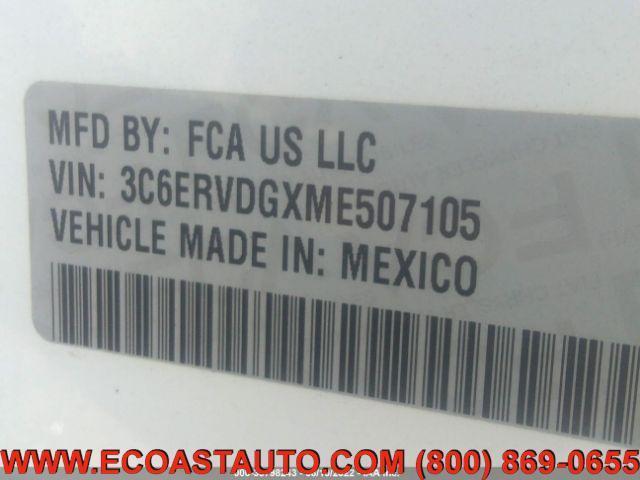 MFD BY: FCA US LLC
VIN: 3C6ERVDGXME507105
VEHICLE MADE IN: MEXICO
WWW.ECOASTAUTO.COM (800) 869-0655